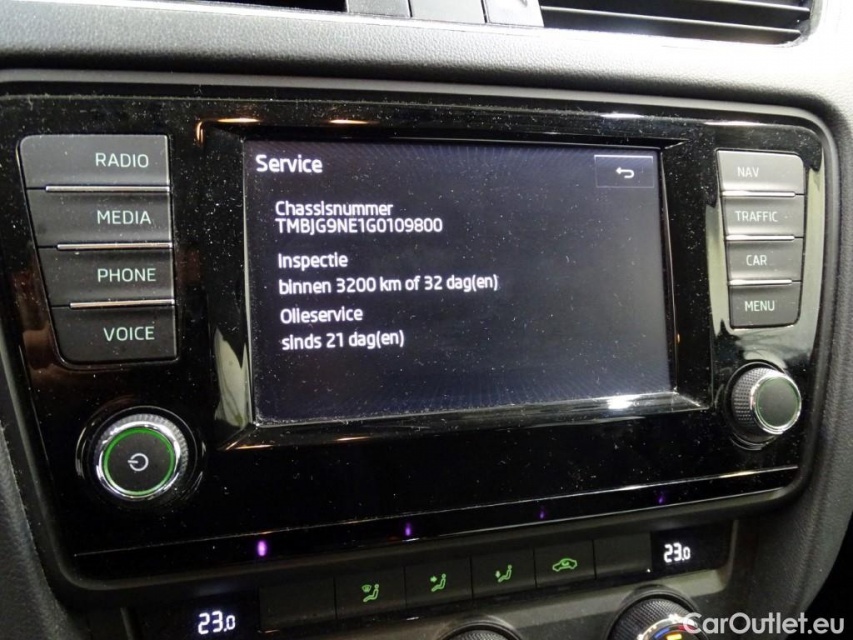 RADIO
MEDIA
PHONE
VOICE
Service
Chassisnummer
TMBJG9NE1G0109800
Inspectie
binnen 3200 km of 32 dag(en)
Olieservice
sinds 21 dag(en)
NAV
TRAFFIC
CAR
MENU
23.0
23.0
CarOutlet.eu